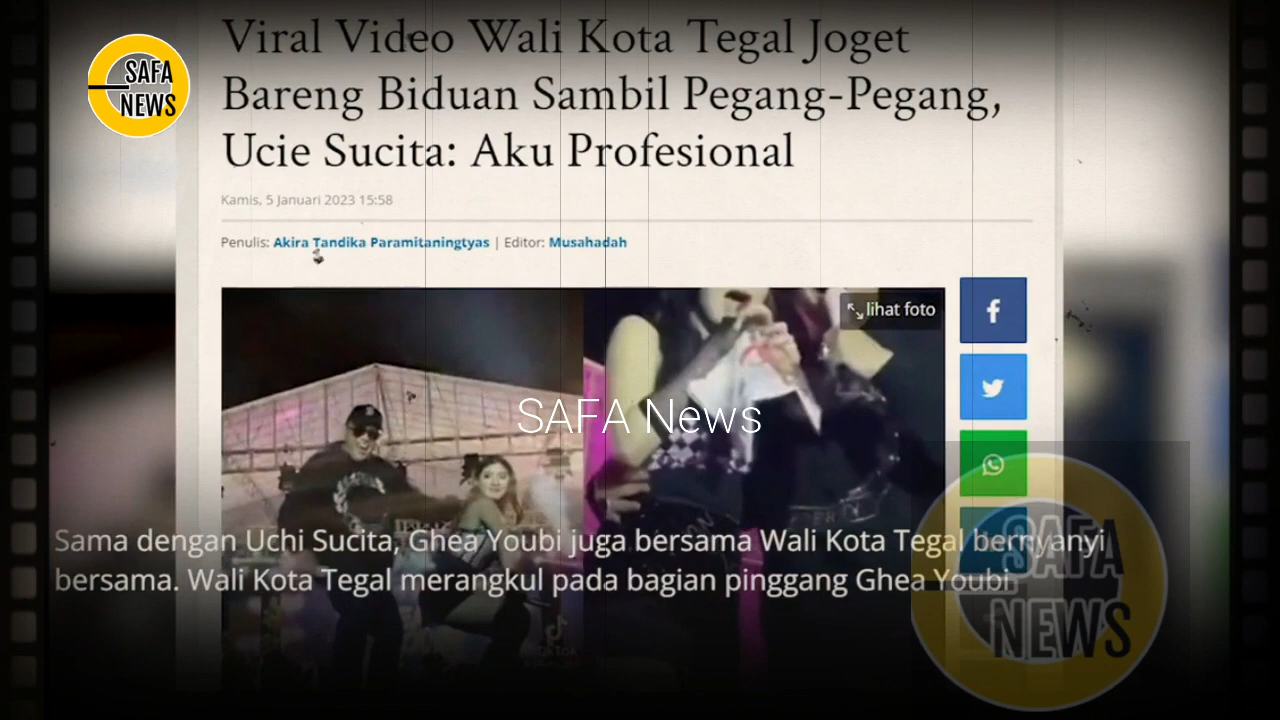 Viral Video Wali Kota Tegal Joget
Bareng Biduan Sambil Pegang-Pegang,
Ucie Sucita: Aku Profesional
SAFA
NEWS
Kamis, 5 Januari 2023 15:58
Penulis: Akira Tandika Paramitaningtyas | Editor: Musahadah
lihat foto
SAFA News
Sama dengan Uchi Sucita, Ghea Youbi juga bersama Wali Kota Tegal bernyanyi
bersama. Wali Kota Tegal merangkul pada bagian pinggang Ghea Youbi.
SAFA
NEWS
TikTok